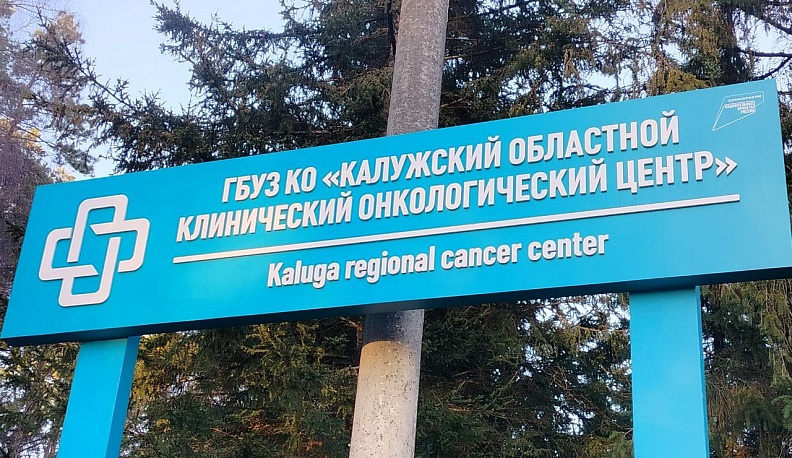 ГБУЗ КО «КАЛУЖСКИЙ ОБЛАСТНОЙ
КЛИНИЧЕСКИЙ ОНКОЛОГИЧЕСКИЙ ЦЕНТР»
Kaluga regional cancer center